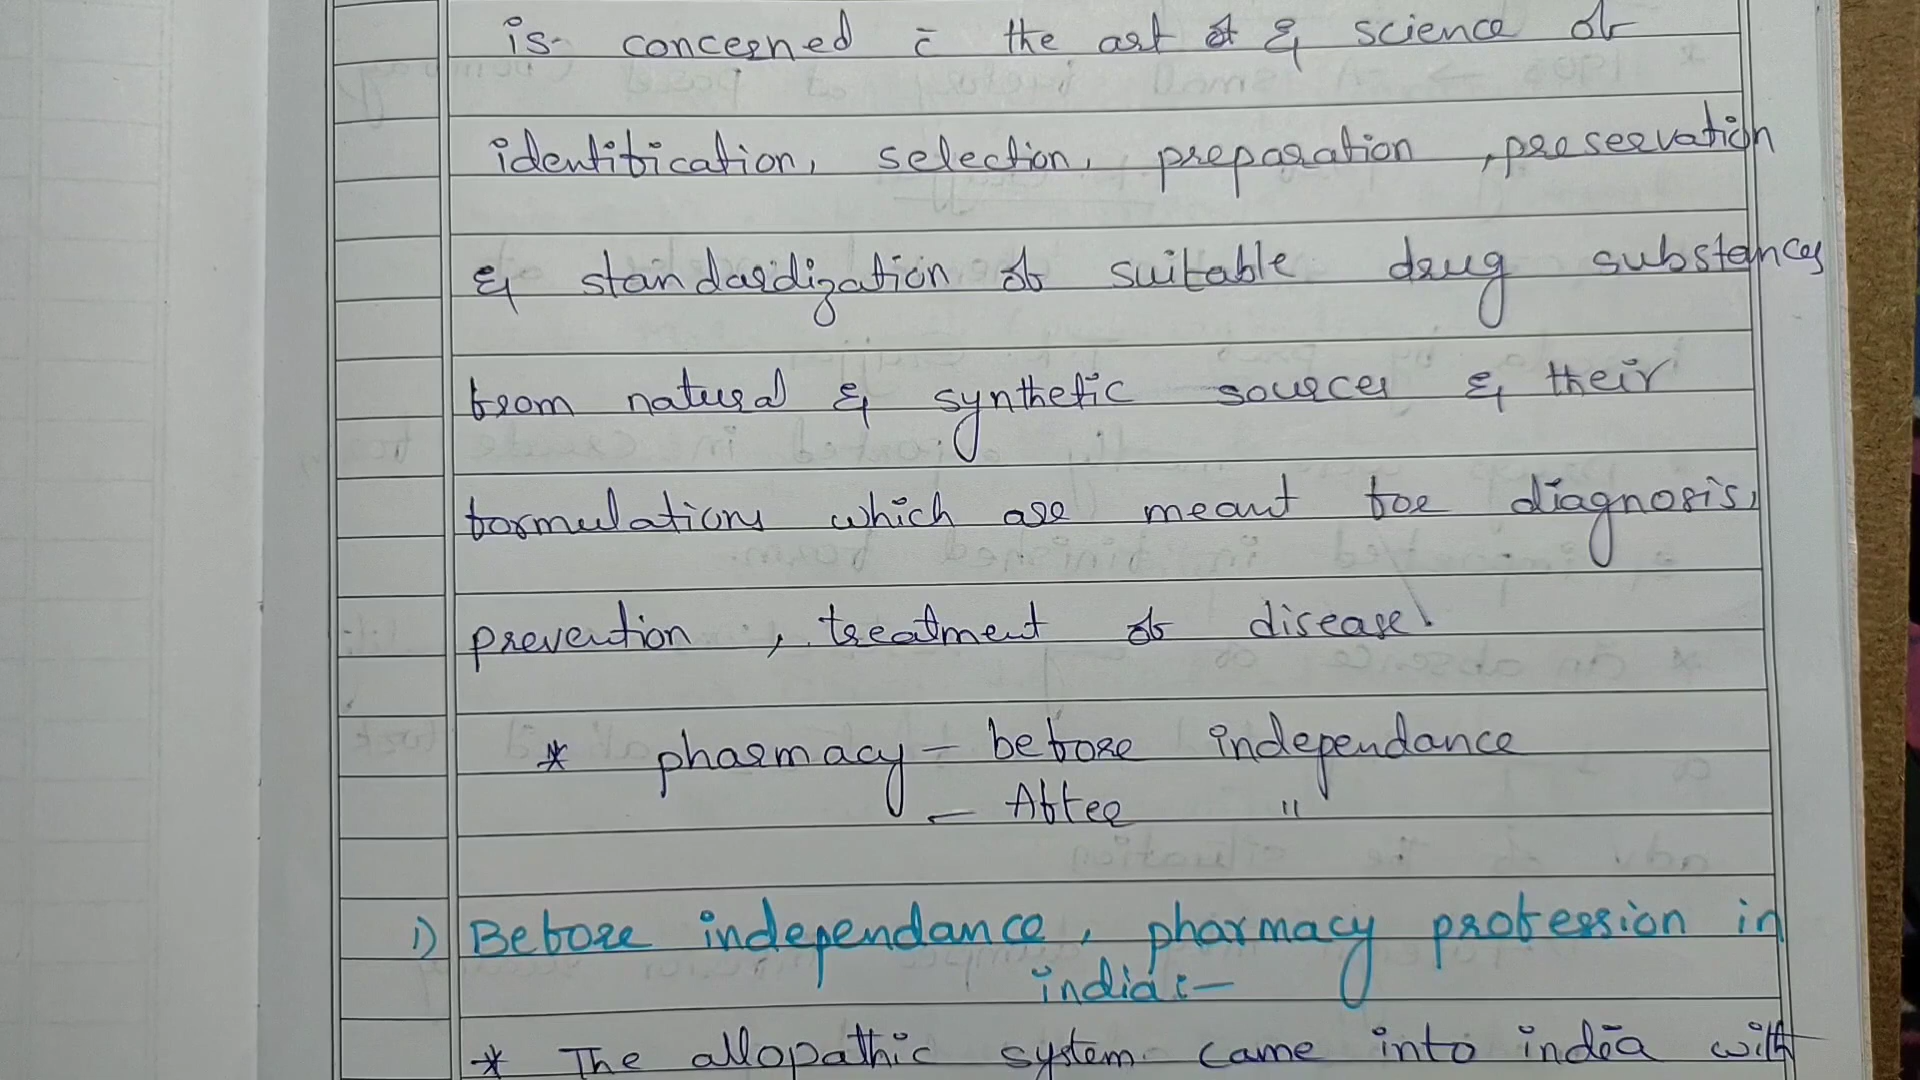 is concerned c̄ the art & science of
identification, selection, preparation, preservation
& standardization of suitable drug substances
from natural & synthetic sources & their
formulations which are meant for diagnosis,
prevention, treatment of disease.
* pharmacy - before independance
- After "
1) Before independance, pharmacy profession in
india:-
* The allopathic system came into india with